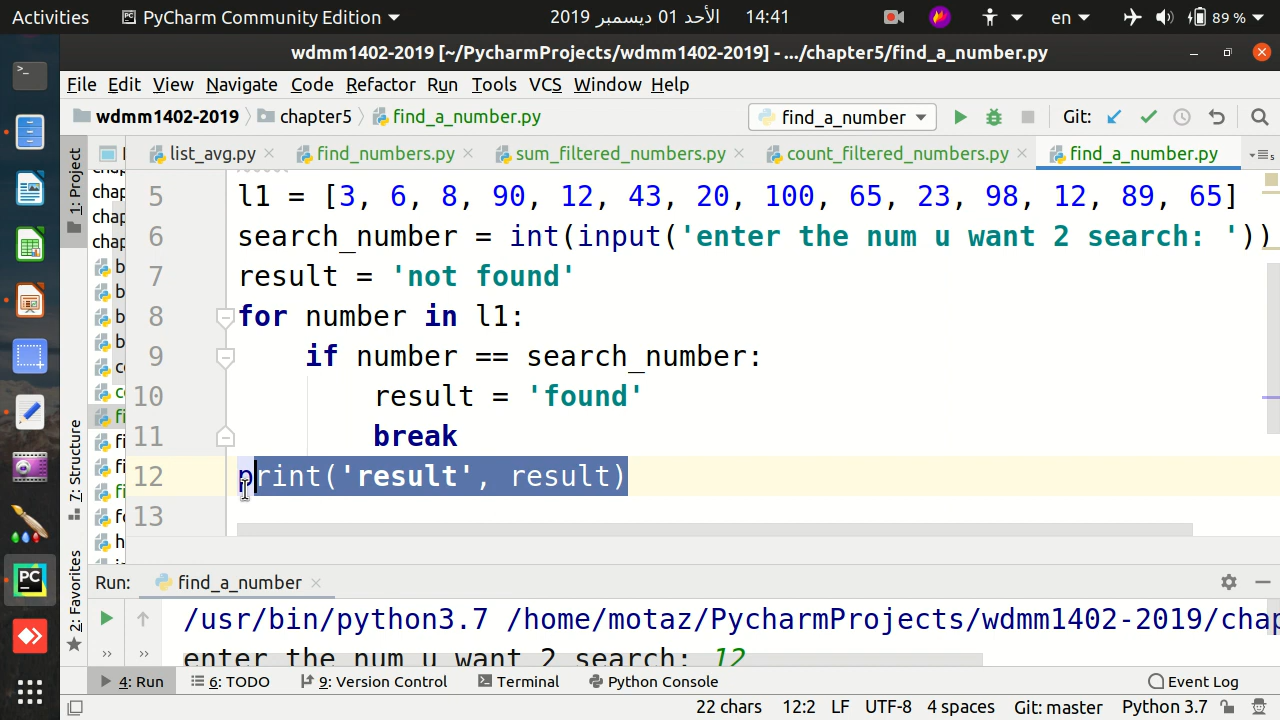 Activities PyCharm Community Edition الأحد 01 ديسمبر 2019 14:41 en 89 %
wdmm1402-2019 [~/PycharmProjects/wdmm1402-2019] - .../chapter5/find_a_number.py
File Edit View Navigate Code Refactor Run Tools VCS Window Help
wdmm1402-2019 chapter5 find_a_number.py find_a_number Git:
list_avg.py find_numbers.py sum_filtered_numbers.py count_filtered_numbers.py find_a_number.py
1: Project
7: Structure
2: Favorites
5 l1 = [3, 6, 8, 90, 12, 43, 20, 100, 65, 23, 98, 12, 89, 65]
6 search_number = int(input('enter the num u want 2 search: '))
7 result = 'not found'
8 for number in l1:
9 if number == search_number:
10 result = 'found'
11 break
12 print('result', result)
13
Run: find_a_number
/usr/bin/python3.7 /home/motaz/PycharmProjects/wdmm1402-2019/chap
enter the num u want 2 search: 12
4: Run 6: TODO 9: Version Control Terminal Python Console Event Log
22 chars 12:2 LF UTF-8 4 spaces Git: master Python 3.7